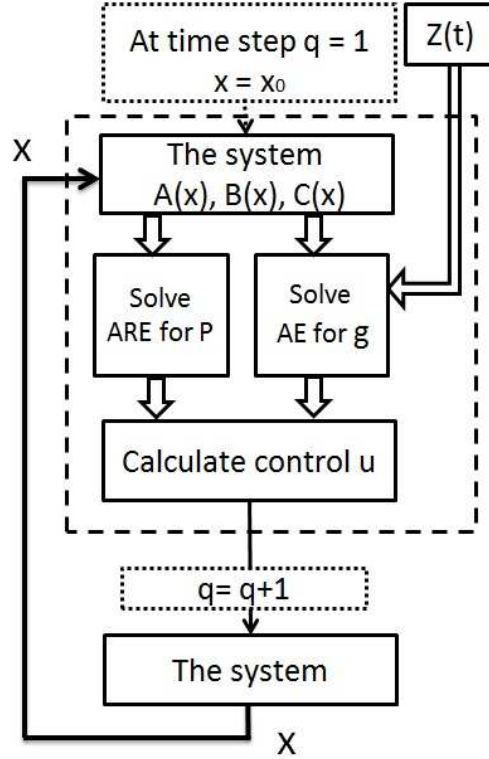 At time step q = 1
x = x₀
Z(t)
X
The system
A(x), B(x), C(x)
Solve
ARE for P
Solve
AE for g
Calculate control u
q= q+1
The system
X